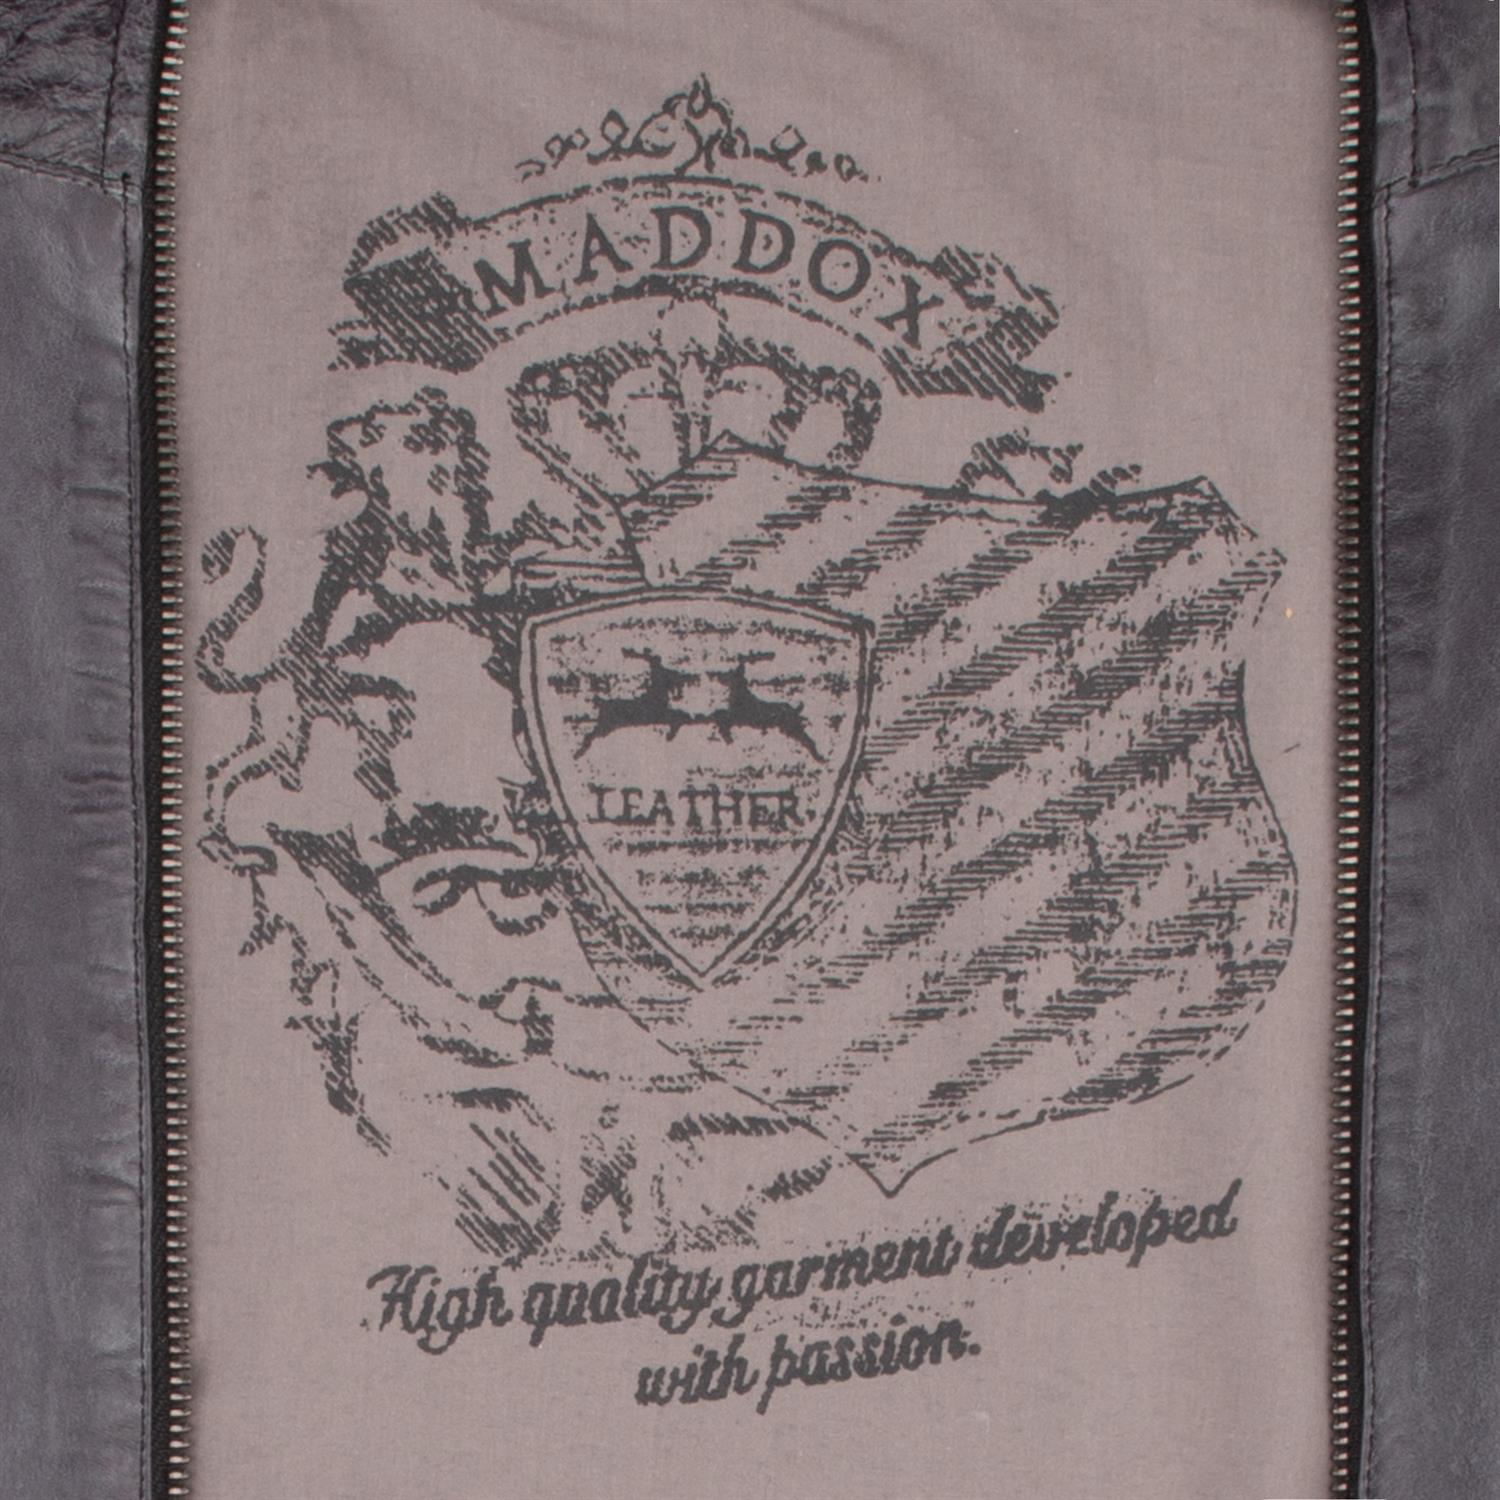 MADDOX
LEATHER
High quality garment developed
with passion.